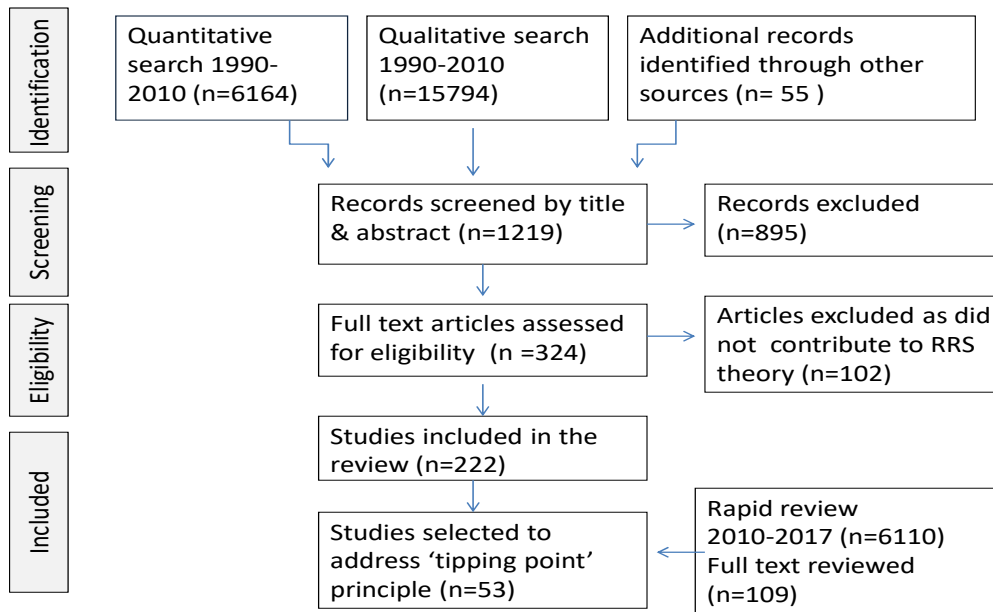 Identification
Quantitative
search 1990-
2010 (n=6164)
Qualitative search
1990-2010
(n=15794)
Additional records
identified through other
sources (n= 55 )
Screening
Records screened by title
& abstract (n=1219)
Records excluded
(n=895)
Eligibility
Full text articles assessed
for eligibility (n =324)
Articles excluded as did
not contribute to RRS
theory (n=102)
Included
Studies included in the
review (n=222)
Studies selected to
address ‘tipping point’
principle
(n=53)
Rapid review
2010-2017 (n=6110)
Full text reviewed
(n=109)